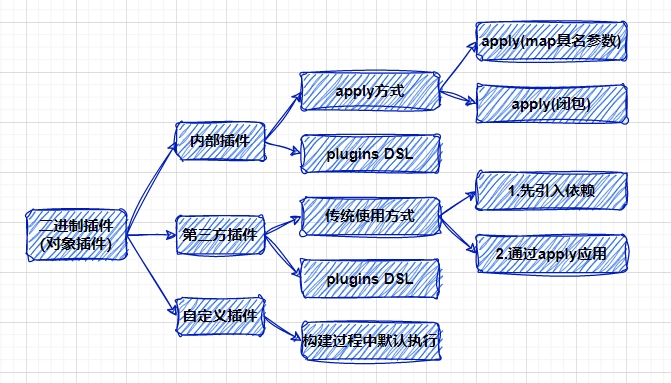 二进制插件
(对象插件)
内部插件
apply方式
apply(map具名参数)
apply(闭包)
plugins DSL
第三方插件
传统使用方式
1.先引入依赖
2.通过apply应用
plugins DSL
自定义插件
构建过程中默认执行